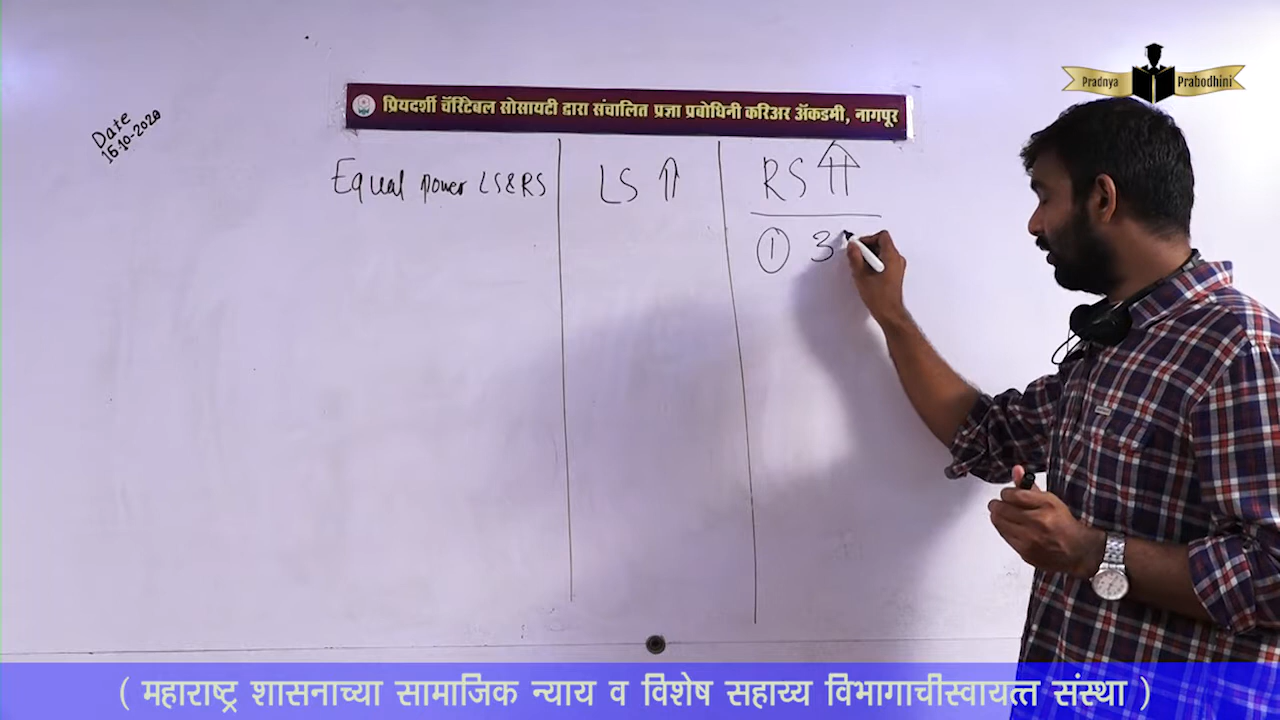 Pradnya Prabodhini
प्रियदर्शी चॅरिटेबल सोसायटी द्वारा संचालित प्रज्ञा प्रबोधिनी करिअर ॲकडमी, नागपूर
Date
16-10-2020
Equal power LS & RS
LS ⇑
RS ⇑
① 3
( महाराष्ट्र शासनाच्या सामाजिक न्याय व विशेष सहाय्य विभागाचीस्वायत्त संस्था )